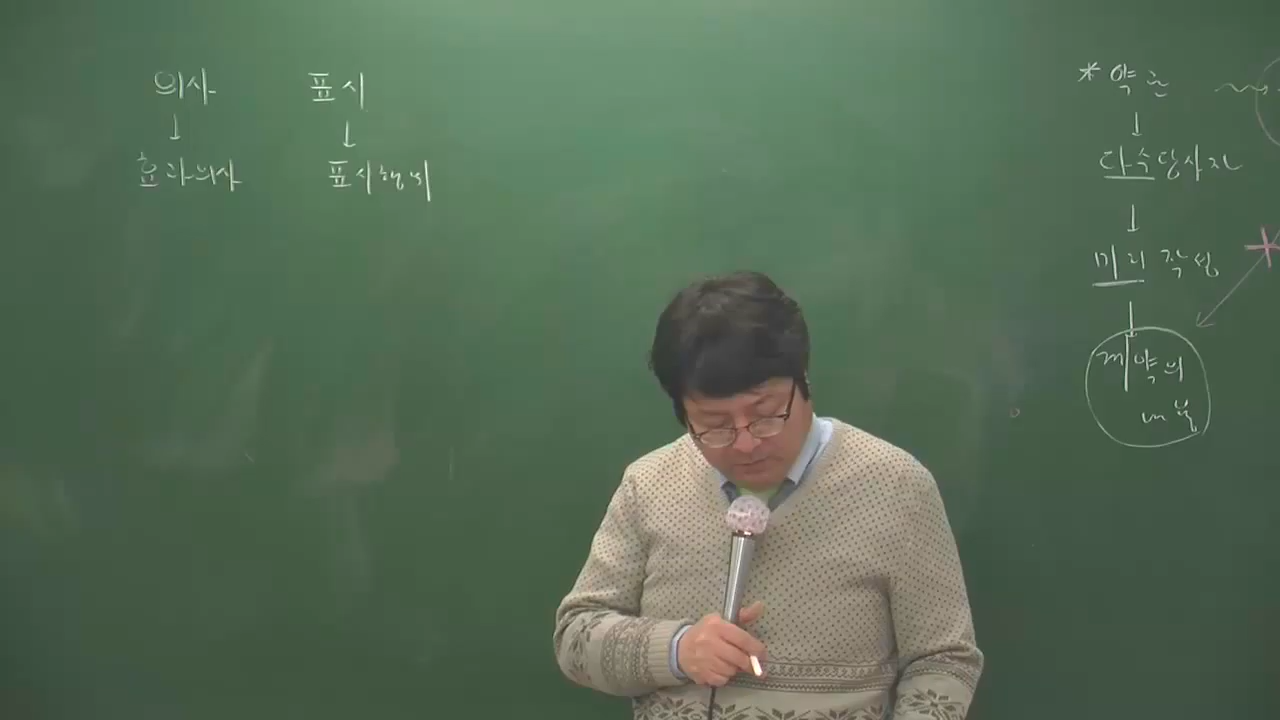 의사 표시
↓ ↓
효과의사 표시행위
* 약관
↓
다수당사자
↓
미리 작성
↓
계약의
내용